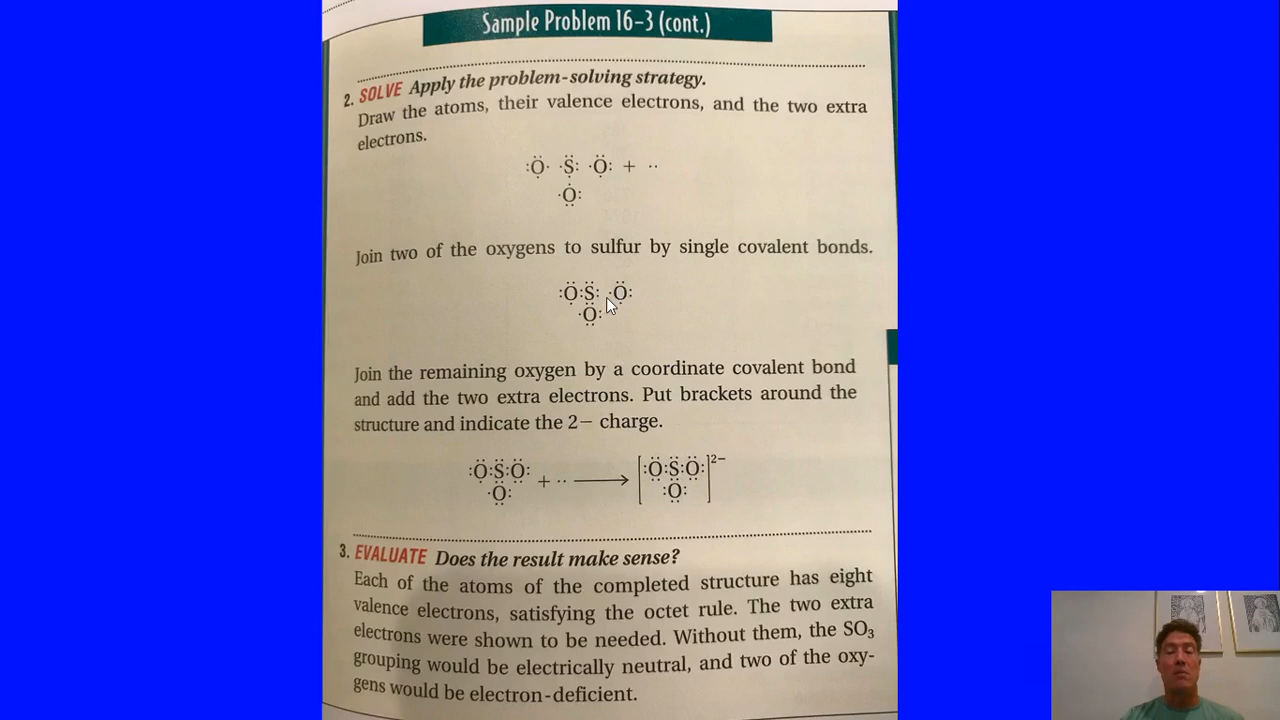 Sample Problem 16–3 (cont.)
2. SOLVE Apply the problem-solving strategy.
Draw the atoms, their valence electrons, and the two extra
electrons.
:Ö· ·S̈: ·Ö: + ··
·Ö:
Join two of the oxygens to sulfur by single covalent bonds.
:Ö:S̈: ·Ö:
·O:
Join the remaining oxygen by a coordinate covalent bond
and add the two extra electrons. Put brackets around the
structure and indicate the 2− charge.
:Ö:S̈:Ö: + ·· ⟶ [:Ö:S̈:Ö:]²⁻
·O: :O:
3. EVALUATE Does the result make sense?
Each of the atoms of the completed structure has eight
valence electrons, satisfying the octet rule. The two extra
electrons were shown to be needed. Without them, the SO₃
grouping would be electrically neutral, and two of the oxy-
gens would be electron-deficient.